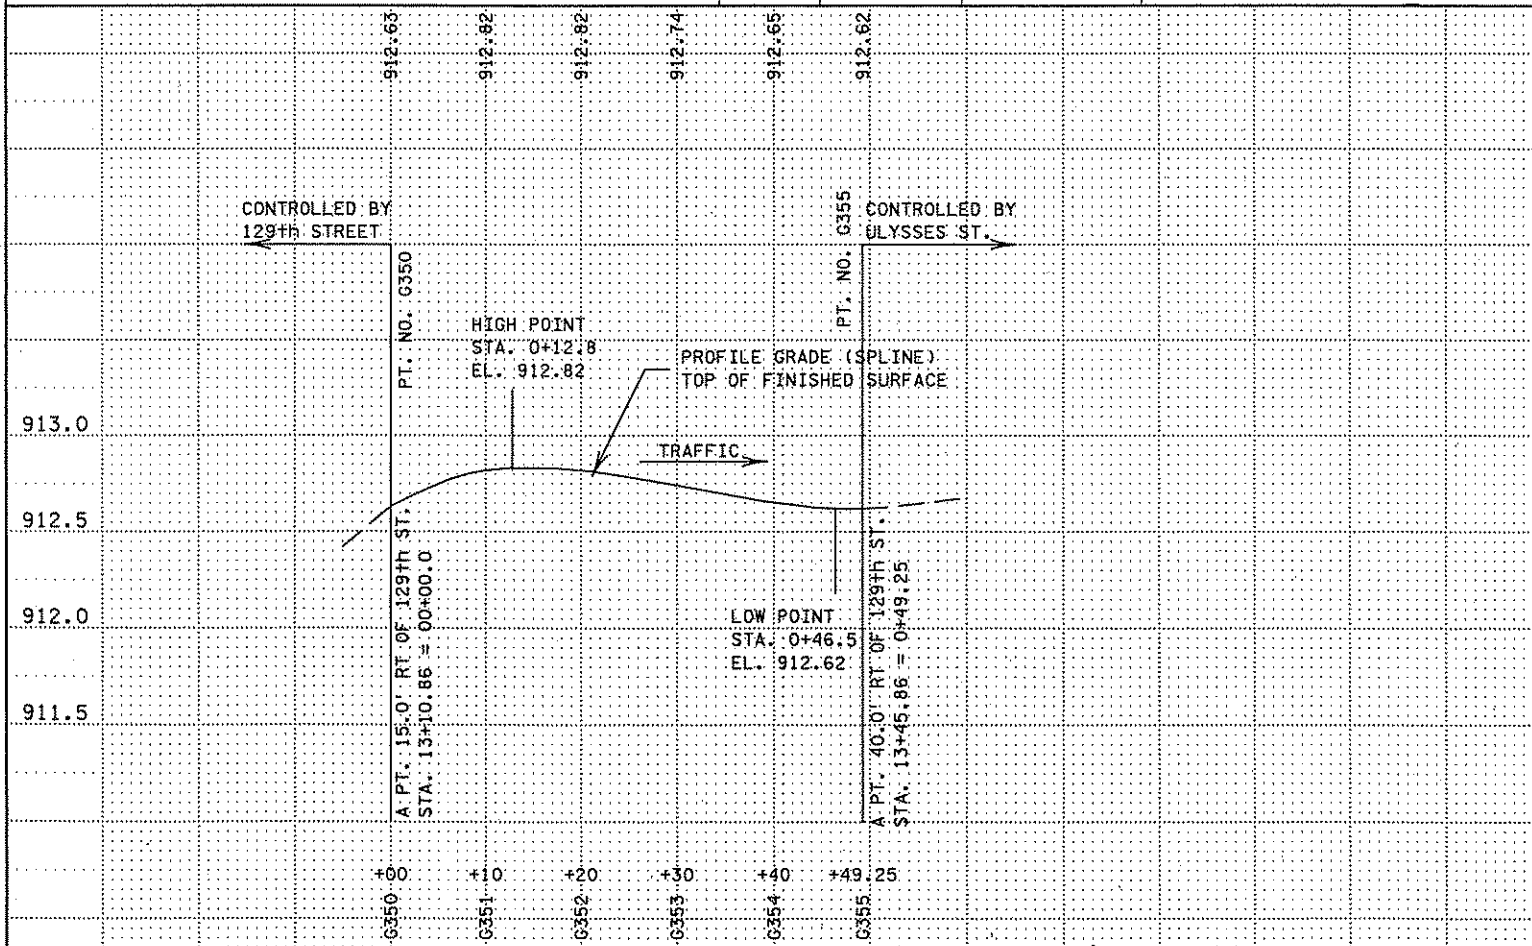 912.63
912.82
912.82
912.74
912.65
912.62
CONTROLLED BY
129th STREET
PT. NO. G350
PT. NO. G355
CONTROLLED BY
ULYSSES ST.
HIGH POINT
STA. 0+12.8
EL. 912.82
PROFILE GRADE (SPLINE)
TOP OF FINISHED SURFACE
TRAFFIC
913.0
912.5
912.0
911.5
A PT. 15.0' RT OF 129th ST.
STA. 13+10.86 = 00+00.0
LOW POINT
STA. 0+46.5
EL. 912.62
A PT. 40.0' RT OF 129th ST.
STA. 13+45.86 = 0+49.25
+00
+10
+20
+30
+40
+49.25
G350
G351
G352
G353
G354
G355